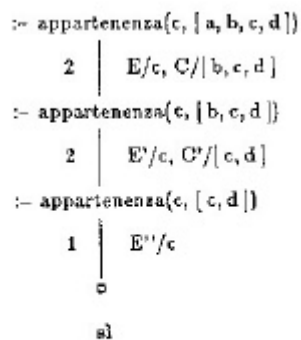 :– appartenenza(c, [ a, b, c, d ])
2 E/c, C/[ b, c, d ]
:– appartenenza(c, [ b, c, d ])
2 E'/c, C'/[ c, d ]
:– appartenenza(c, [ c, d ])
1 E''/c
sì